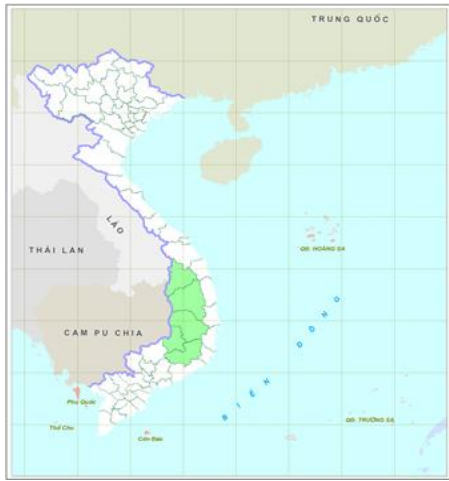 TRUNG QUỐC
LÀO
QĐ. HOÀNG SA
THÁI LAN
BIỂN ĐÔNG
CAM PU CHIA
Phú Quốc
QĐ. TRƯỜNG SA
Thổ Chu
Côn Đảo